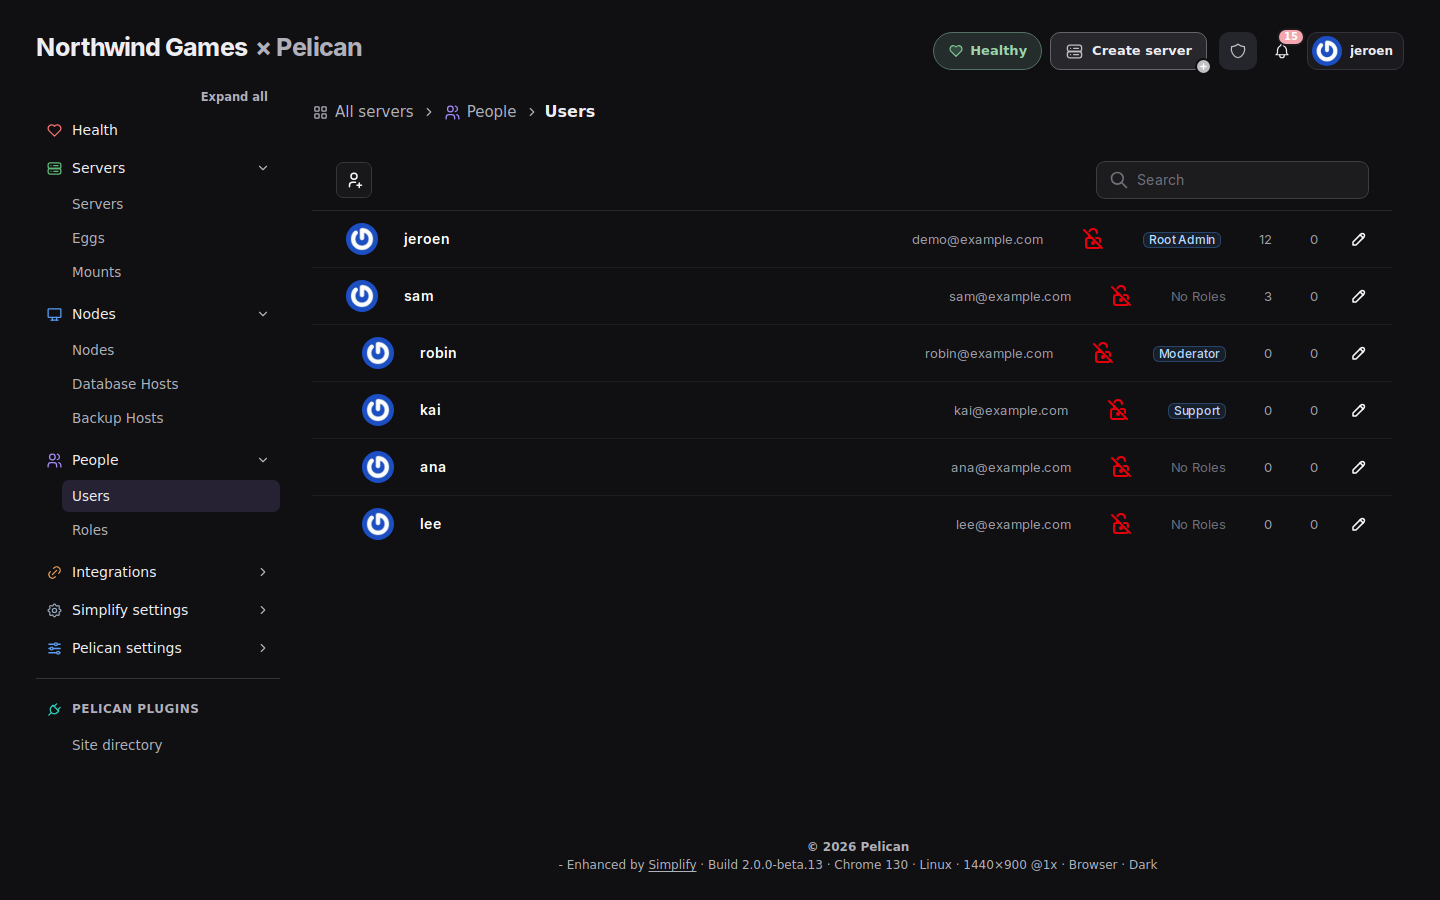 Northwind Games × Pelican
Healthy
Create server
15
jeroen
Expand all
Health
Servers
Servers
Eggs
Mounts
Nodes
Nodes
Database Hosts
Backup Hosts
People
Users
Roles
Integrations
Simplify settings
Pelican settings
PELICAN PLUGINS
Site directory
All servers > People > Users
Search
jeroen demo@example.com Root Admin 12 0
sam sam@example.com No Roles 3 0
robin robin@example.com Moderator 0 0
kai kai@example.com Support 0 0
ana ana@example.com No Roles 0 0
lee lee@example.com No Roles 0 0
© 2026 Pelican
- Enhanced by Simplify · Build 2.0.0-beta.13 · Chrome 130 · Linux · 1440×900 @1x · Browser · Dark